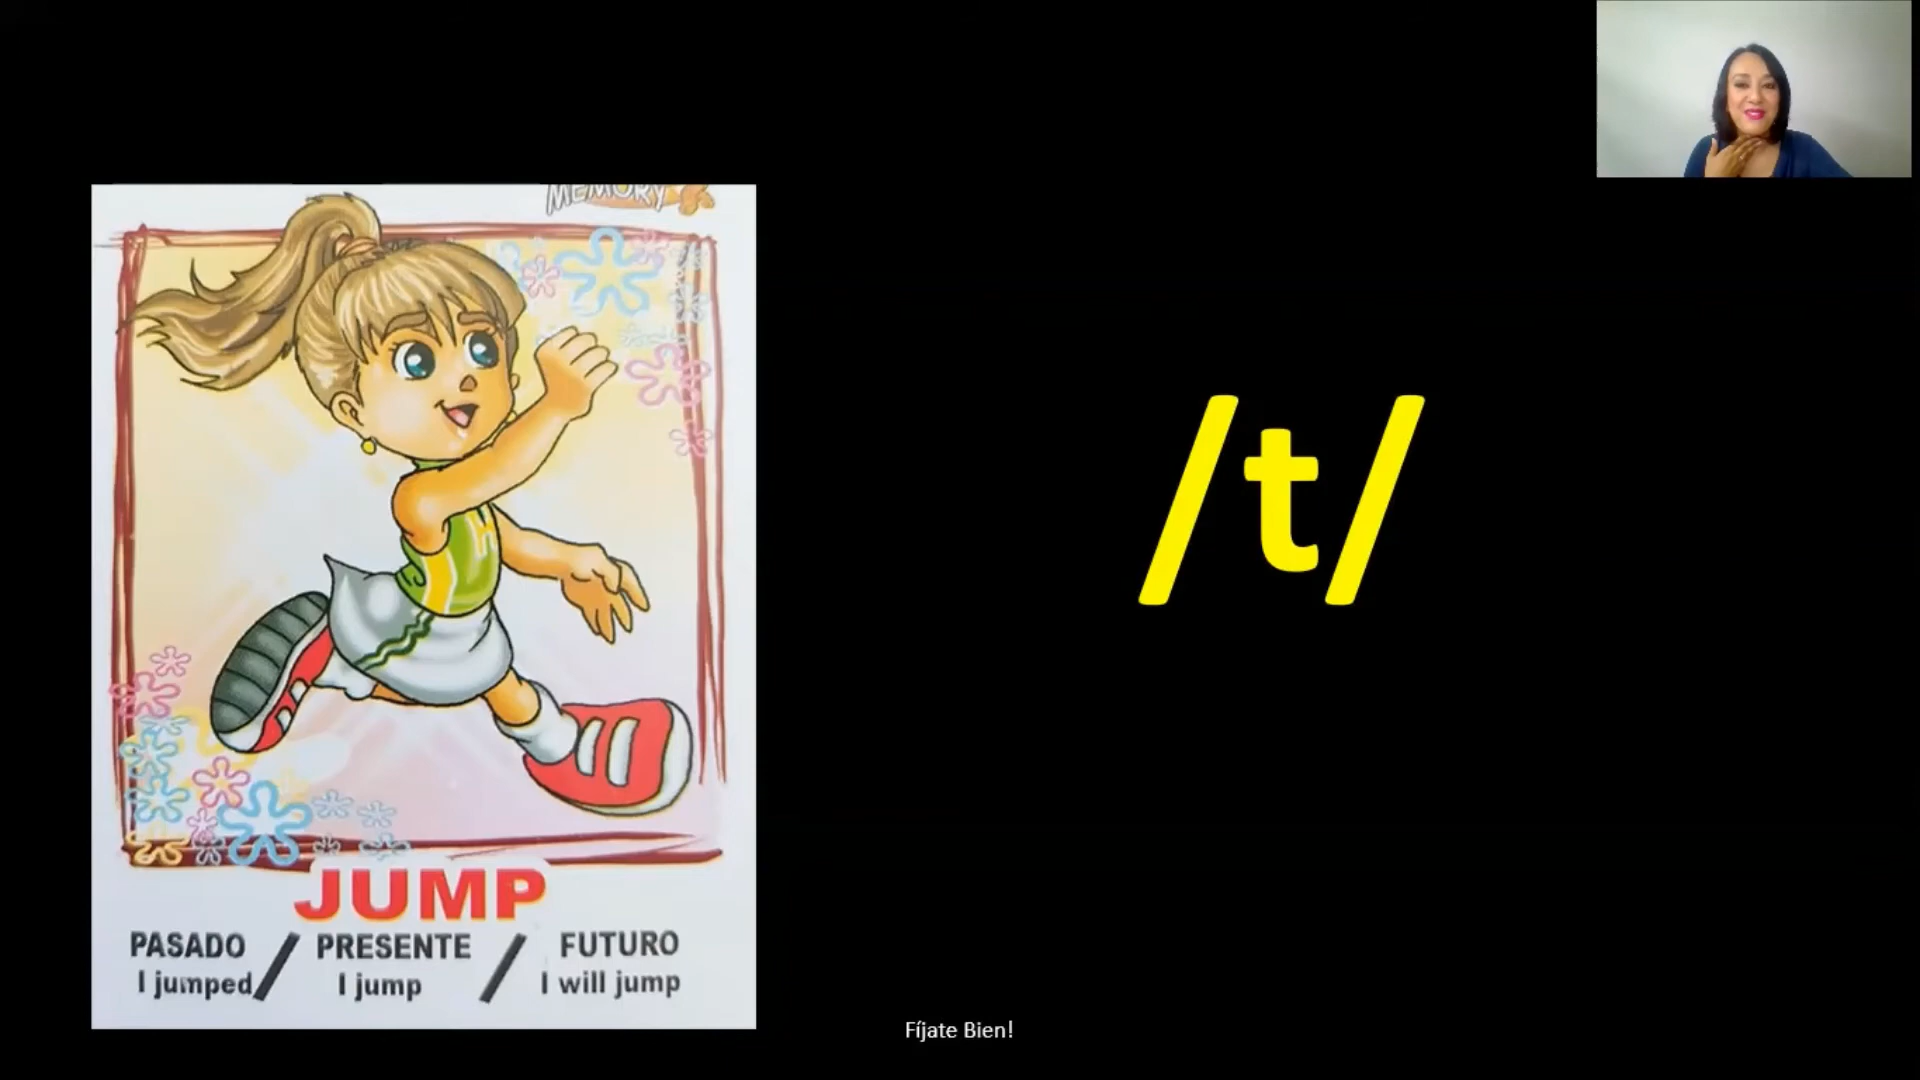 MEMORY
/t/
JUMP
PASADO / PRESENTE / FUTURO
I jumped I jump I will jump
Fíjate Bien!